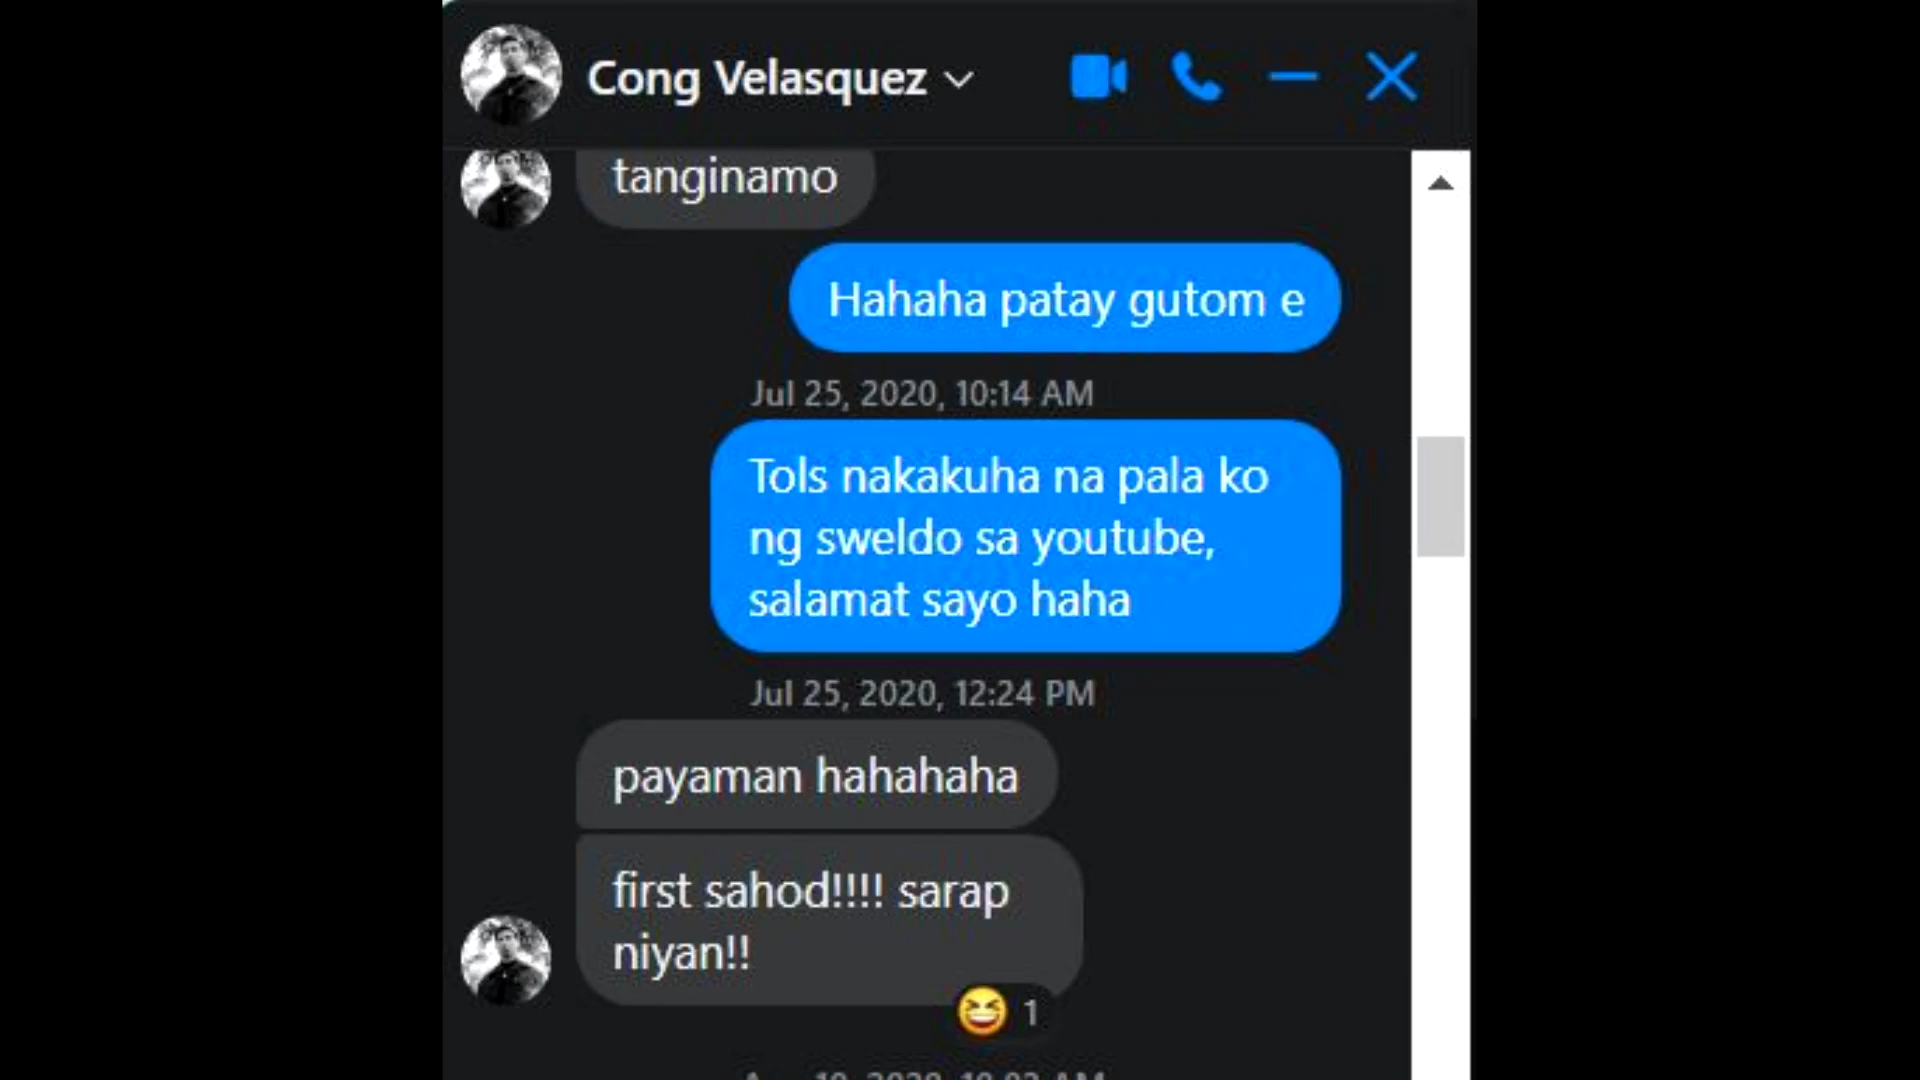 Cong Velasquez
tanginamo
Hahaha patay gutom e
Jul 25, 2020, 10:14 AM
Tols nakakuha na pala ko
ng sweldo sa youtube,
salamat sayo haha
Jul 25, 2020, 12:24 PM
payaman hahahaha
first sahod!!!! sarap
niyan!!
1